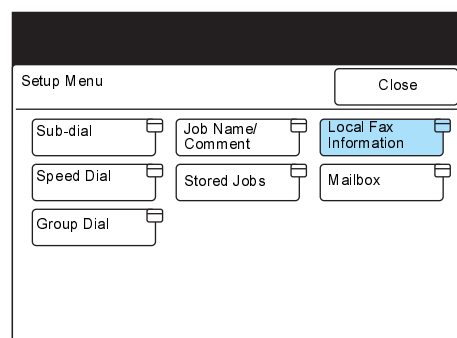 Setup Menu
Close
Sub-dial
Job Name/
Comment
Local Fax
Information
Speed Dial
Stored Jobs
Mailbox
Group Dial